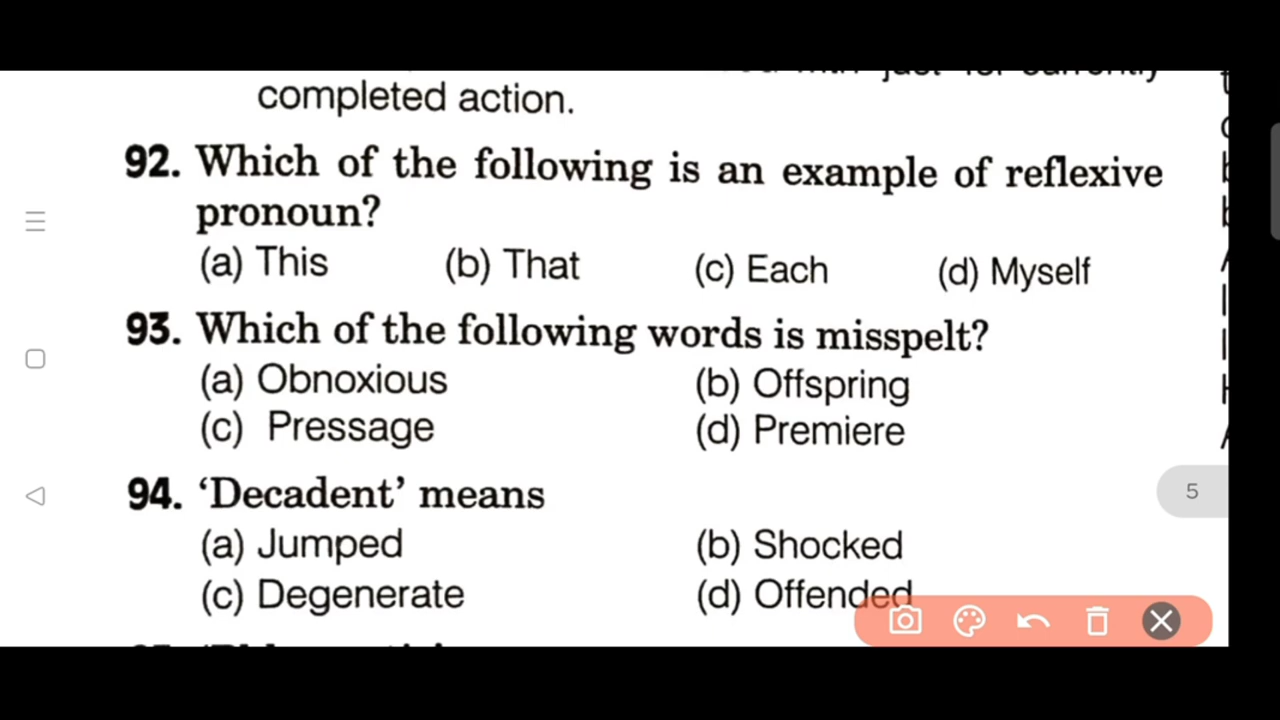 completed action.
92. Which of the following is an example of reflexive
pronoun?
(a) This (b) That (c) Each (d) Myself
93. Which of the following words is misspelt?
(a) Obnoxious (b) Offspring
(c) Pressage (d) Premiere
94. ‘Decadent’ means
(a) Jumped (b) Shocked
(c) Degenerate (d) Offended
5